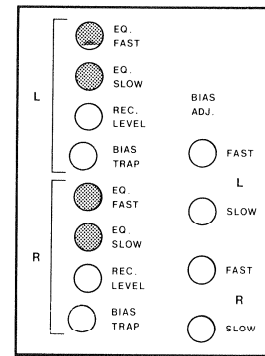 EQ.
FAST
EQ.
SLOW
L
REC.
LEVEL
BIAS
TRAP
BIAS
ADJ.
FAST
L
SLOW
EQ.
FAST
EQ.
SLOW
R
REC.
LEVEL
BIAS
TRAP
FAST
R
SLOW